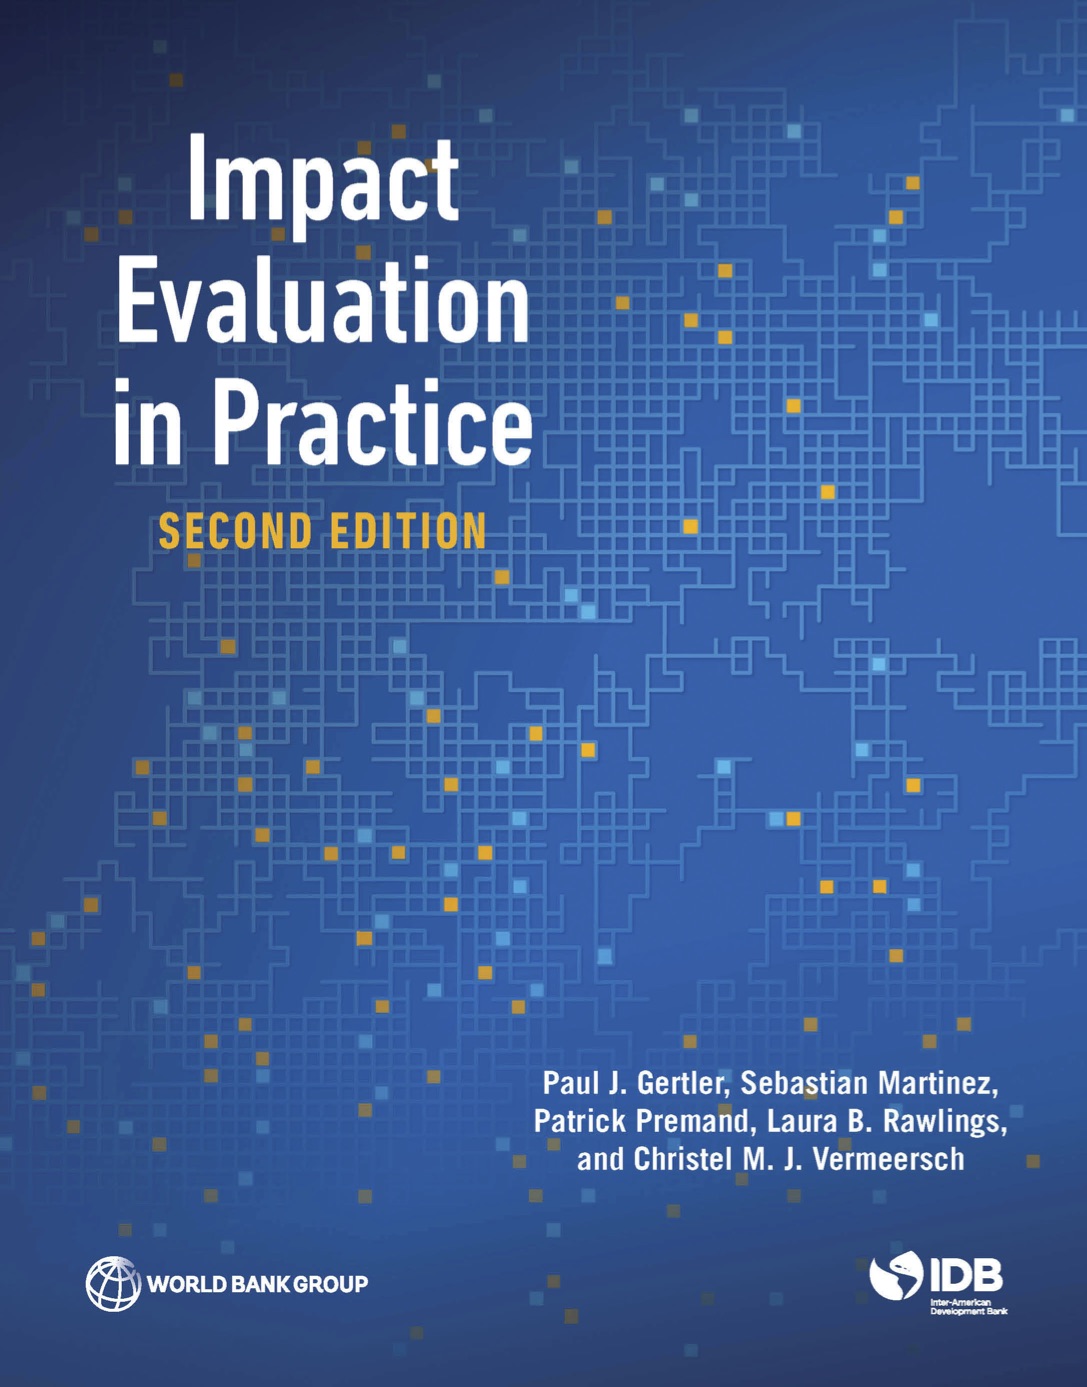 Impact
Evaluation
in Practice
SECOND EDITION
Paul J. Gertler, Sebastian Martinez,
Patrick Premand, Laura B. Rawlings,
and Christel M. J. Vermeersch
WORLD BANK GROUP
IDB
Inter-American
Development Bank